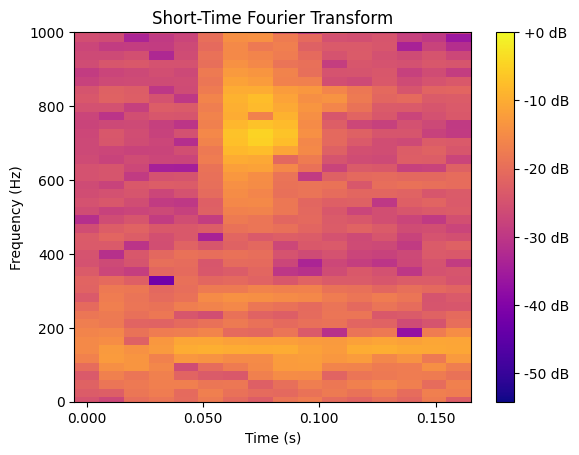 Short-Time Fourier Transform
1000
800
600
400
200
0
Frequency (Hz)
0.000
0.050
0.100
0.150
Time (s)
+0 dB
-10 dB
-20 dB
-30 dB
-40 dB
-50 dB